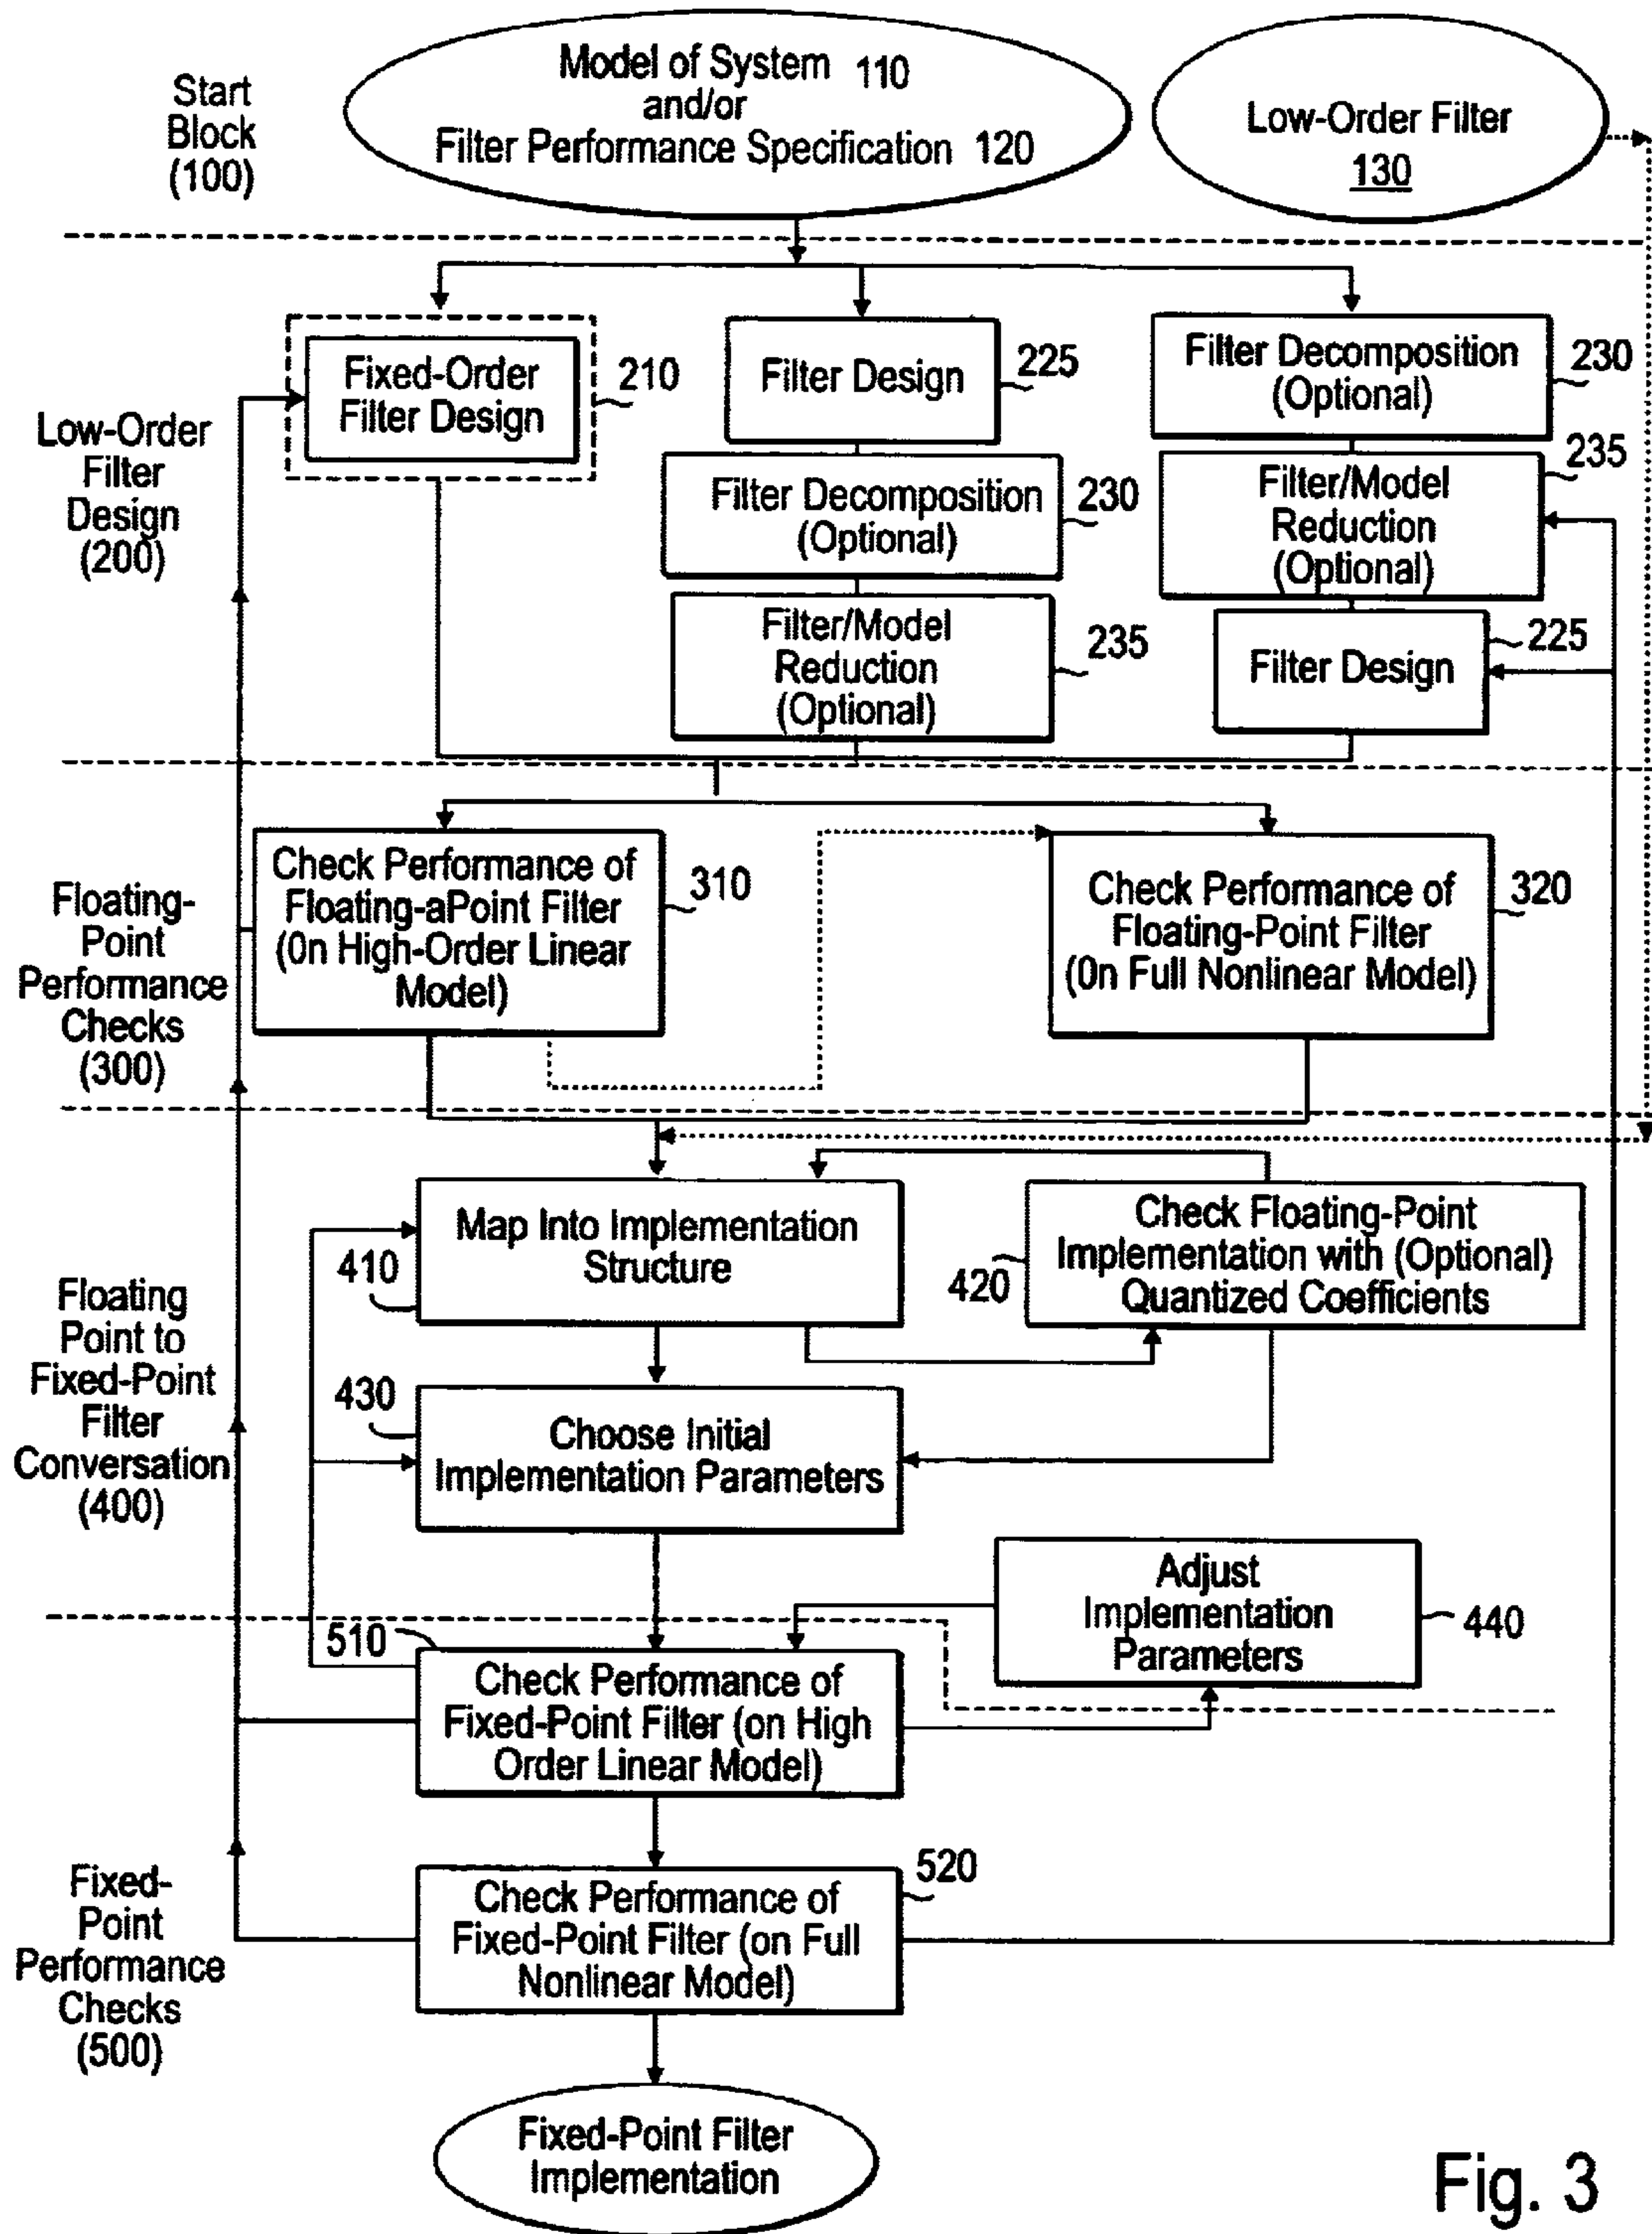 Start
Block
(100)
Model of System 110
and/or
Filter Performance Specification 120
Low-Order Filter
130
Low-Order
Filter
Design
(200)
Fixed-Order
Filter Design
210
Filter Design
225
Filter Decomposition
(Optional)
230
Filter/Model
Reduction
(Optional)
235
Filter Decomposition
(Optional)
230
Filter/Model
Reduction
(Optional)
235
Filter Design
225
Floating-
Point
Performance
Checks
(300)
Check Performance of
Floating-aPoint Filter
(0n High-Order Linear
Model)
310
Check Performance of
Floating-Point Filter
(0n Full Nonlinear Model)
320
Floating
Point to
Fixed-Point
Filter
Conversation
(400)
Map Into Implementation
Structure
410
Check Floating-Point
Implementation with (Optional)
Quantized Coefficients
420
430
Choose Initial
Implementation Parameters
Adjust
Implementation
Parameters
440
510
Check Performance of
Fixed-Point Filter (on High
Order Linear Model)
Fixed-
Point
Performance
Checks
(500)
520
Check Performance of
Fixed-Point Filter (on Full
Nonlinear Model)
Fixed-Point Filter
Implementation
Fig. 3